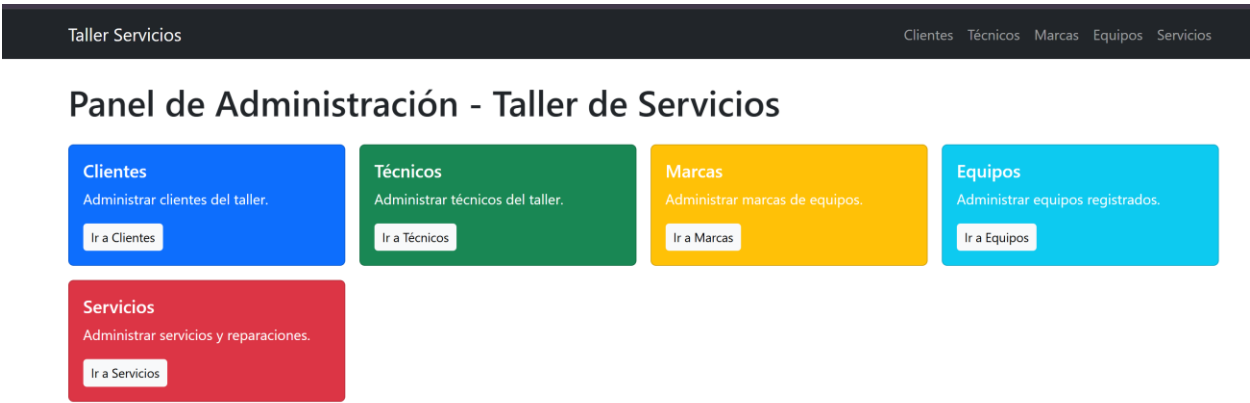 Taller Servicios
Clientes Técnicos Marcas Equipos Servicios
Panel de Administración - Taller de Servicios
Clientes
Administrar clientes del taller.
Ir a Clientes
Técnicos
Administrar técnicos del taller.
Ir a Técnicos
Marcas
Administrar marcas de equipos.
Ir a Marcas
Equipos
Administrar equipos registrados.
Ir a Equipos
Servicios
Administrar servicios y reparaciones.
Ir a Servicios